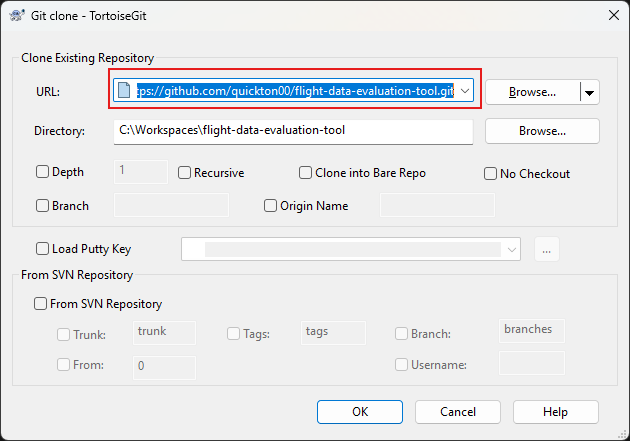 Git clone - TortoiseGit
Clone Existing Repository
URL: ps://github.com/quickton00/flight-data-evaluation-tool.git Browse...
Directory: C:\Workspaces\flight-data-evaluation-tool Browse...
Depth 1 Recursive Clone into Bare Repo No Checkout
Branch Origin Name
Load Putty Key ...
From SVN Repository
From SVN Repository
Trunk: trunk Tags: tags Branch: branches
From: 0 Username:
OK Cancel Help